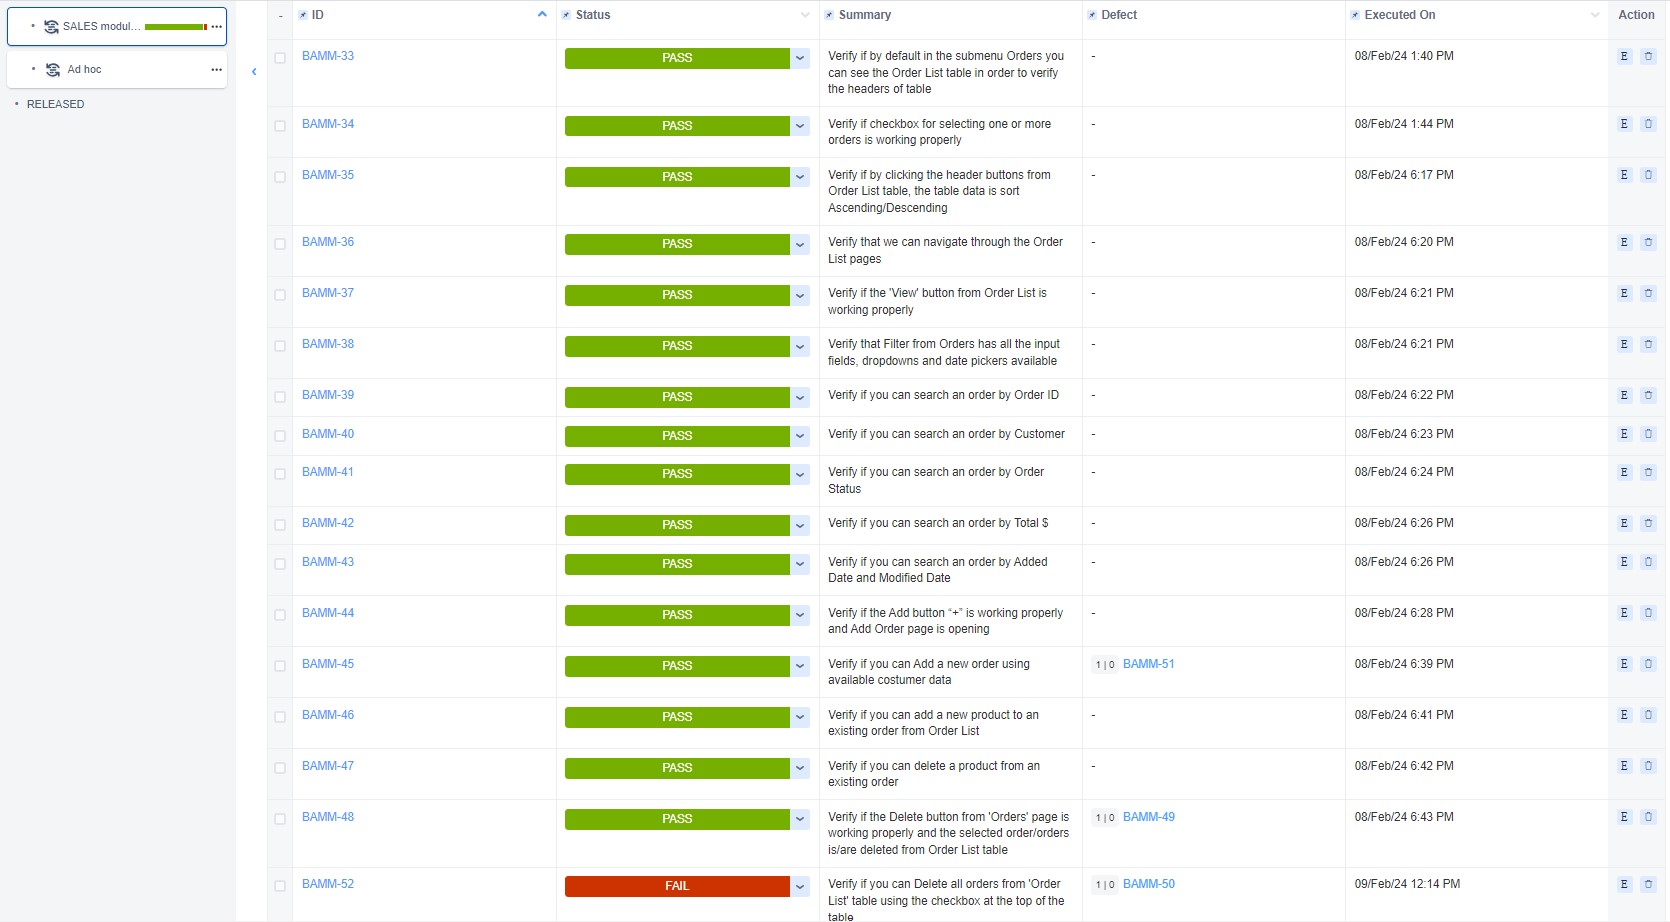 SALES modul...
Ad hoc
RELEASED
- ID Status Summary Defect Executed On Action
BAMM-33 PASS Verify if by default in the submenu Orders you - 08/Feb/24 1:40 PM E
can see the Order List table in order to verify
the headers of table
BAMM-34 PASS Verify if checkbox for selecting one or more - 08/Feb/24 1:44 PM E
orders is working properly
BAMM-35 PASS Verify if by clicking the header buttons from - 08/Feb/24 6:17 PM E
Order List table, the table data is sort
Ascending/Descending
BAMM-36 PASS Verify that we can navigate through the Order - 08/Feb/24 6:20 PM E
List pages
BAMM-37 PASS Verify if the 'View' button from Order List is - 08/Feb/24 6:21 PM E
working properly
BAMM-38 PASS Verify that Filter from Orders has all the input - 08/Feb/24 6:21 PM E
fields, dropdowns and date pickers available
BAMM-39 PASS Verify if you can search an order by Order ID - 08/Feb/24 6:22 PM E
BAMM-40 PASS Verify if you can search an order by Customer - 08/Feb/24 6:23 PM E
BAMM-41 PASS Verify if you can search an order by Order - 08/Feb/24 6:24 PM E
Status
BAMM-42 PASS Verify if you can search an order by Total $ - 08/Feb/24 6:26 PM E
BAMM-43 PASS Verify if you can search an order by Added - 08/Feb/24 6:26 PM E
Date and Modified Date
BAMM-44 PASS Verify if the Add button “+” is working properly - 08/Feb/24 6:28 PM E
and Add Order page is opening
BAMM-45 PASS Verify if you can Add a new order using 1 | 0 BAMM-51 08/Feb/24 6:39 PM E
available costumer data
BAMM-46 PASS Verify if you can add a new product to an - 08/Feb/24 6:41 PM E
existing order from Order List
BAMM-47 PASS Verify if you can delete a product from an - 08/Feb/24 6:42 PM E
existing order
BAMM-48 PASS Verify if the Delete button from 'Orders' page is 1 | 0 BAMM-49 08/Feb/24 6:43 PM E
working properly and the selected order/orders
is/are deleted from Order List table
BAMM-52 FAIL Verify if you can Delete all orders from 'Order 1 | 0 BAMM-50 09/Feb/24 12:14 PM E
List' table using the checkbox at the top of the
table